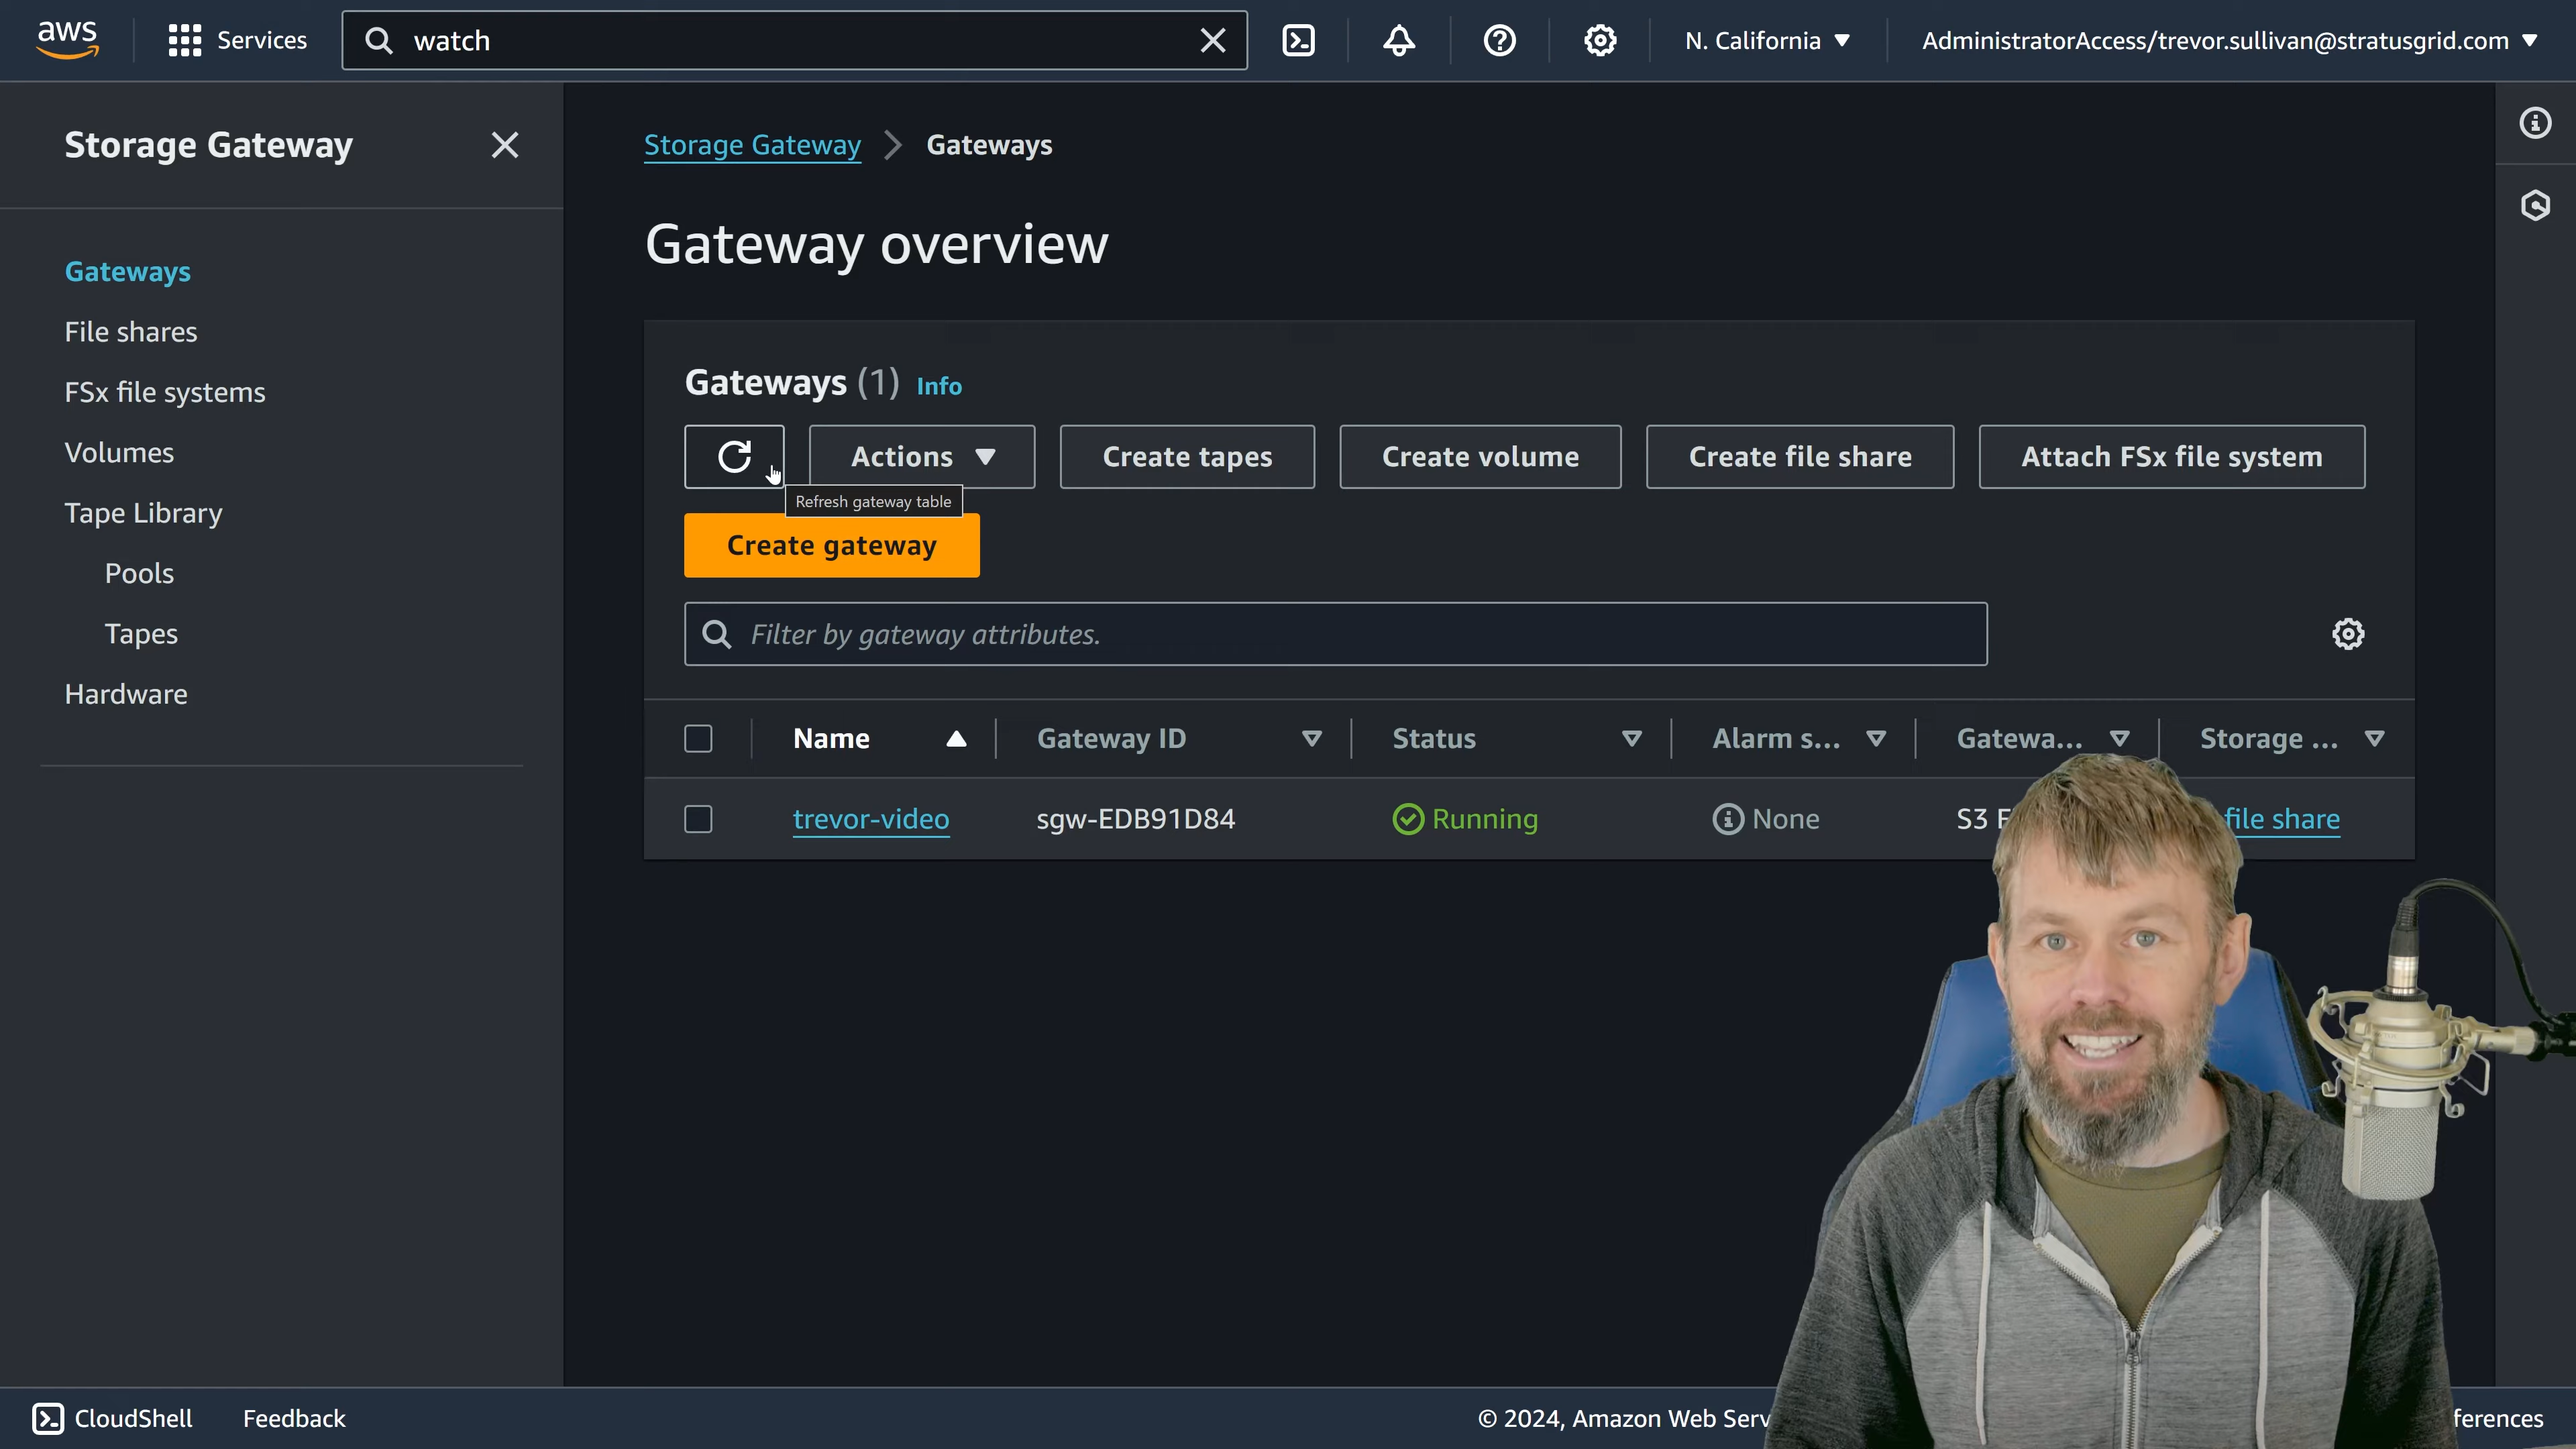 aws
Services
watch
N. California
AdministratorAccess/trevor.sullivan@stratusgrid.com
Storage Gateway
Gateways
File shares
FSx file systems
Volumes
Tape Library
Pools
Tapes
Hardware
Storage Gateway
Gateways
Gateway overview
Gateways (1) Info
Actions
Create tapes
Create volume
Create file share
Attach FSx file system
Refresh gateway table
Create gateway
Filter by gateway attributes.
Name Gateway ID Status Alarm s... Gatewa... Storage ...
trevor-video sgw-EDB91D84 Running None S3 file share
CloudShell
Feedback
© 2024, Amazon Web